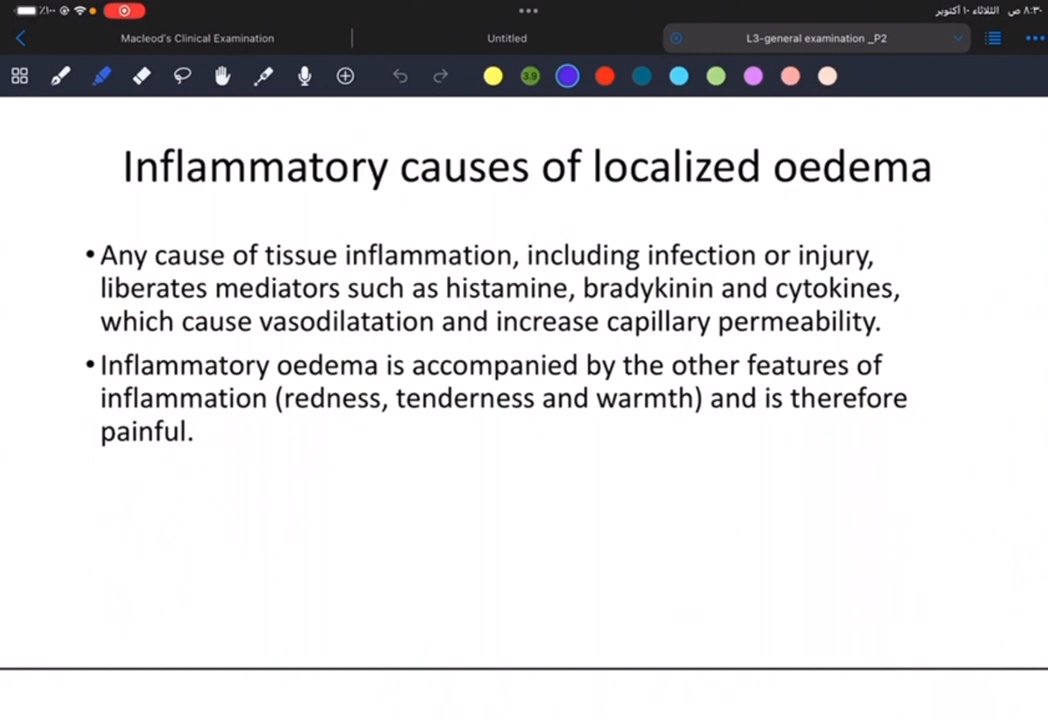 ٪١٠٠ الثلاثاء ١٠ أكتوبر ٨:٣٠ ص
Macleod's Clinical Examination Untitled L3-general examination _P2
3.9
Inflammatory causes of localized oedema
• Any cause of tissue inflammation, including infection or injury,
liberates mediators such as histamine, bradykinin and cytokines,
which cause vasodilatation and increase capillary permeability.
• Inflammatory oedema is accompanied by the other features of
inflammation (redness, tenderness and warmth) and is therefore
painful.